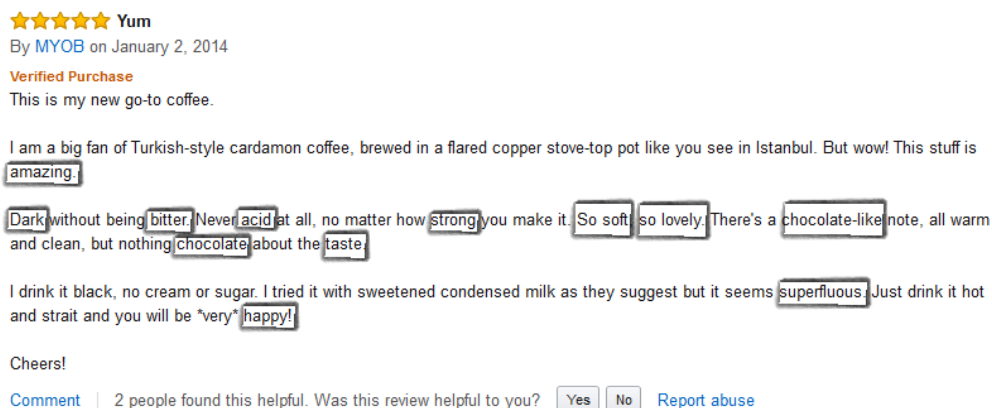 Yum
By MYOB on January 2, 2014
Verified Purchase
This is my new go-to coffee.
I am a big fan of Turkish-style cardamon coffee, brewed in a flared copper stove-top pot like you see in Istanbul. But wow! This stuff is
amazing.
Dark without being bitter. Never acid at all, no matter how strong you make it. So soft, so lovely. There's a chocolate-like note, all warm
and clean, but nothing chocolate about the taste.
I drink it black, no cream or sugar. I tried it with sweetened condensed milk as they suggest but it seems superfluous. Just drink it hot
and strait and you will be *very* happy!
Cheers!
Comment | 2 people found this helpful. Was this review helpful to you? Yes No Report abuse